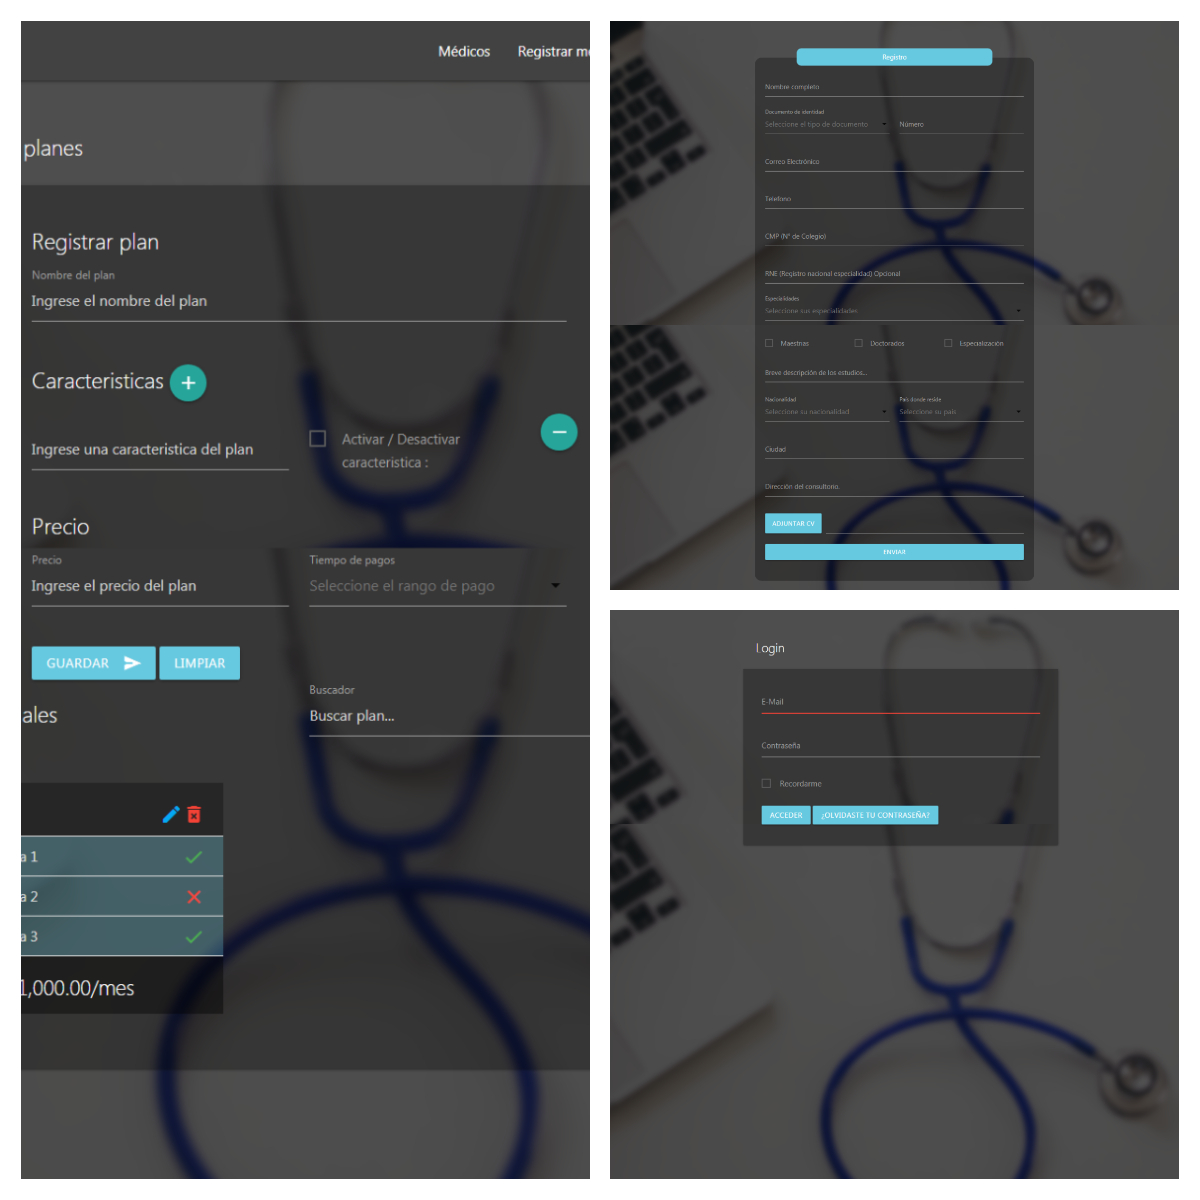 Médicos Registrar me
planes
Registrar plan
Nombre del plan
Ingrese el nombre del plan
Caracteristicas
Ingrese una caracteristica del plan
Activar / Desactivar
caracteristica :
Precio
Precio
Ingrese el precio del plan
Tiempo de pagos
Seleccione el rango de pago
GUARDAR
LIMPIAR
ales
Buscador
Buscar plan...
a 1
a 2
a 3
1,000.00/mes
Registro
Nombre completo
Documento de identidad
Seleccione el tipo de documento
Número
Correo Electrónico
Telefono
CMP (N° de Colegio)
RNE (Registro nacional especialidad) Opcional
Especialidades
Seleccione sus especialidades
Maestrias Doctorados Especialización
Breve descripción de los estudios...
Nacionalidad
Seleccione su nacionalidad
País donde reside
Seleccione su país
Ciudad
Dirección del consultorio.
ADJUNTAR CV
ENVIAR
Login
E-Mail
Contraseña
Recordarme
ACCEDER
¿OLVIDASTE TU CONTRASEÑA?